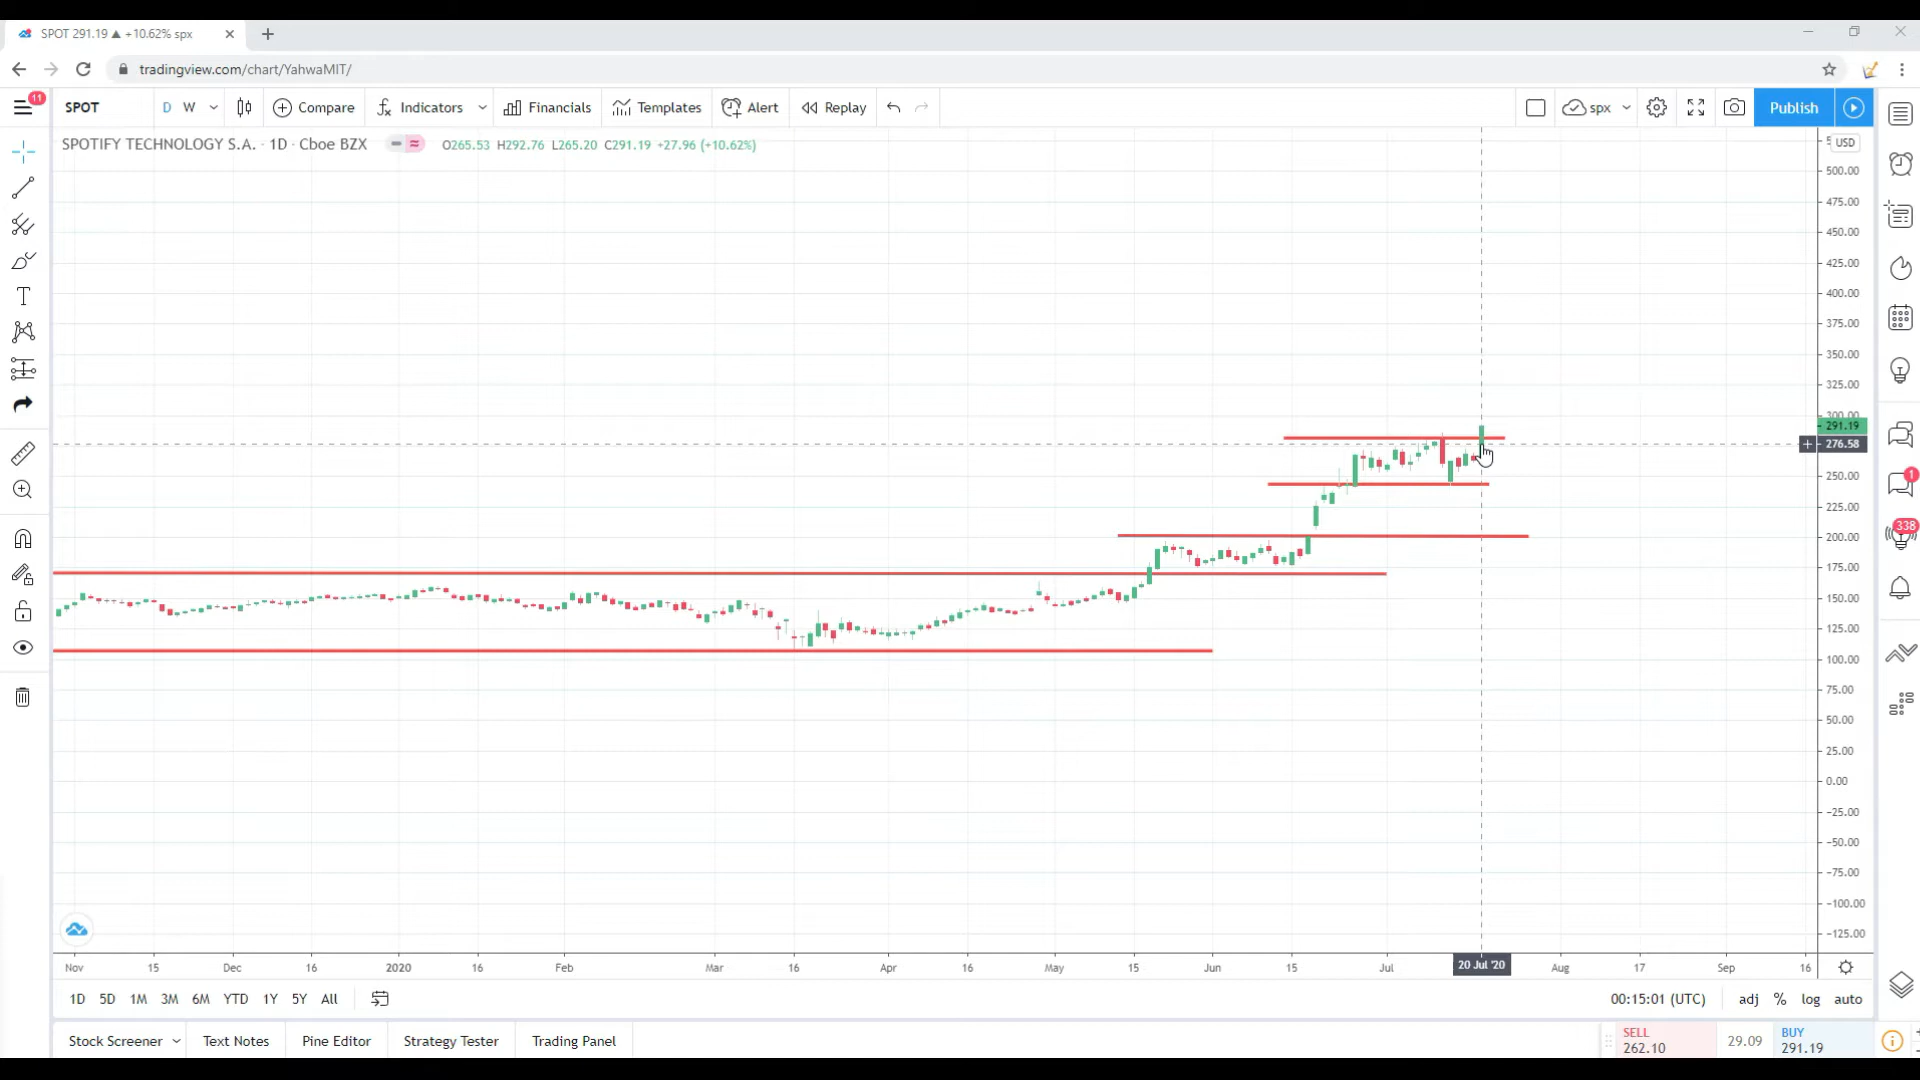 SPOT 291.19 ▲ +10.62% spx
tradingview.com/chart/YahwaMIT/
11
SPOT
D W
Compare
Indicators
Financials
Templates
Alert
Replay
spx
Publish
SPOTIFY TECHNOLOGY S.A. · 1D · Cboe BZX
O265.53 H292.76 L265.20 C291.19 +27.96 (+10.62%)
USD
500.00
475.00
450.00
425.00
400.00
375.00
350.00
325.00
300.00
291.19
276.58
250.00
225.00
200.00
175.00
150.00
125.00
100.00
75.00
50.00
25.00
0.00
-25.00
-50.00
-75.00
-100.00
-125.00
1
338
Nov 15 Dec 16 2020 16 Feb Mar 16 Apr 16 May 15 Jun 15 Jul 20 Jul '20 Aug 17 Sep 16
1D 5D 1M 3M 6M YTD 1Y 5Y All
00:15:01 (UTC)
adj % log auto
Stock Screener
Text Notes
Pine Editor
Strategy Tester
Trading Panel
SELL
262.10
29.09
BUY
291.19